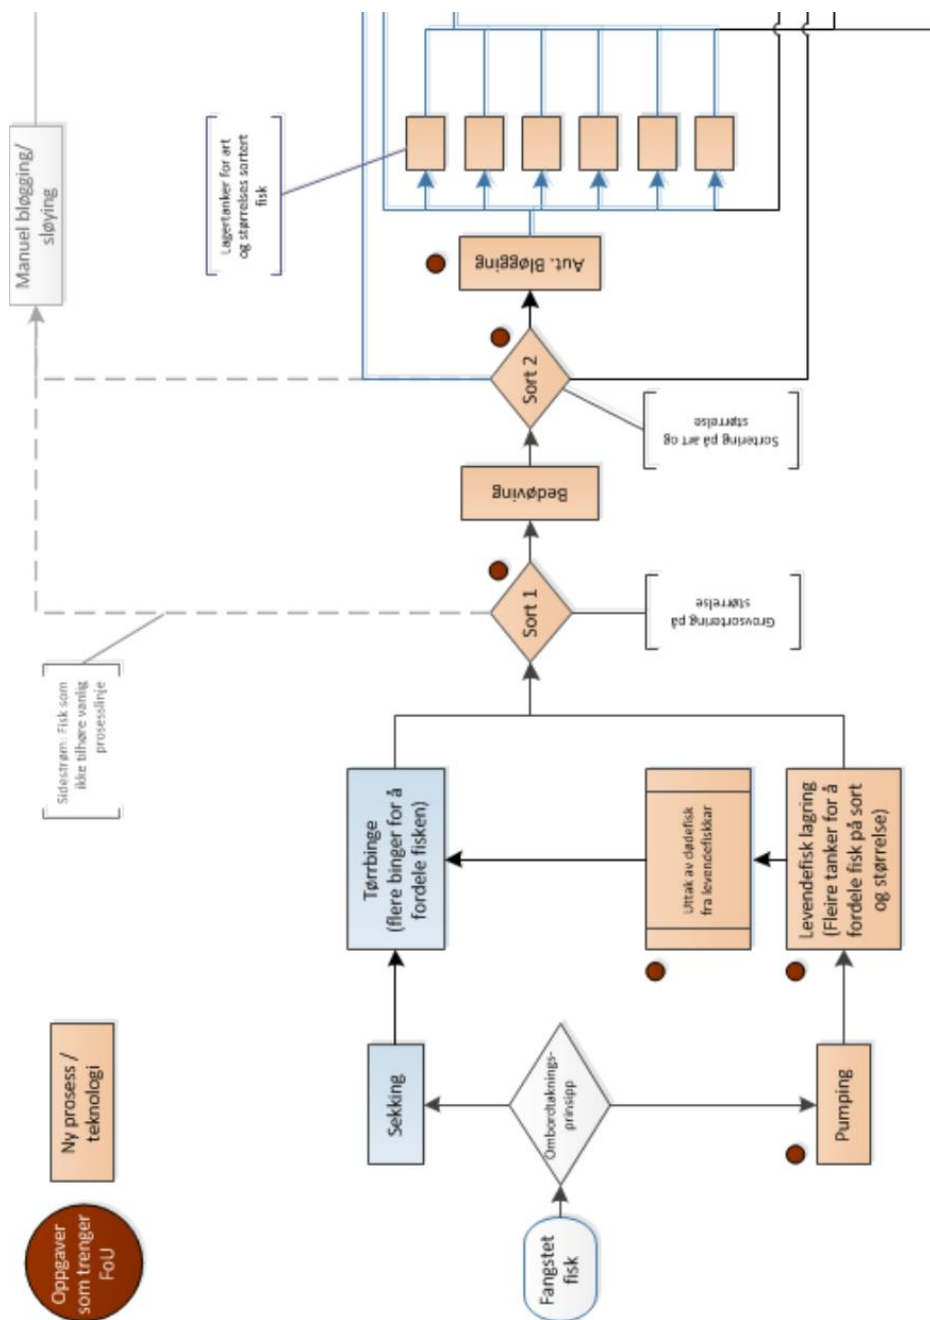 Oppgaver
som trenger
FoU
Ny prosess /
teknologi
Fangstet
fisk
Ombordtaknings-
prinsipp
Sekking
Pumping
Tørrbinge
(flere binger for å
fordele fisken)
Uttak av dødefisk
fra levendefiskkar
Levendefisk lagring
(Fleire tanker for å
fordele fisk på sort
og størrelse)
Sidestrøm: Fisk som
ikke tilhøre vanlig
prosesslinje
Sort 1
Grovsortering på
størrelse
Bedøving
Sort 2
Sortering på art og
størrelse
Aut. Bløgging
Lagertanker for art
og størrelses sortert
fisk
Manuel bløgging/
sløying